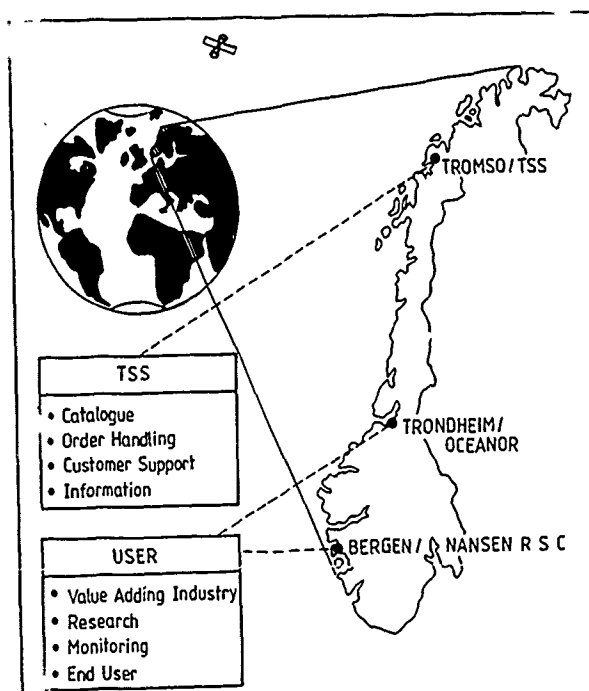 TROMSO/TSS
TSS
• Catalogue
• Order Handling
• Customer Support
• Information
TRONDHEIM/
OCEANOR
BERGEN/ NANSEN R S C
USER
• Value Adding Industry
• Research
• Monitoring
• End User